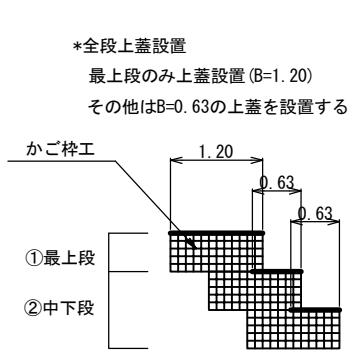 *全段上蓋設置
最上段のみ上蓋設置(B=1.20)
その他はB=0.63の上蓋を設置する
かご枠工
1.20
0.63
0.63
①最上段
②中下段